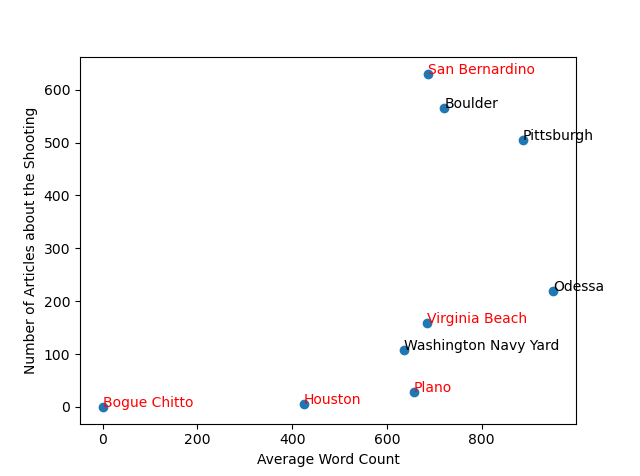 San Bernardino
Boulder
Pittsburgh
Odessa
Virginia Beach
Washington Navy Yard
Plano
Houston
Bogue Chitto
Number of Articles about the Shooting
600
500
400
300
200
100
0
0 200 400 600 800
Average Word Count